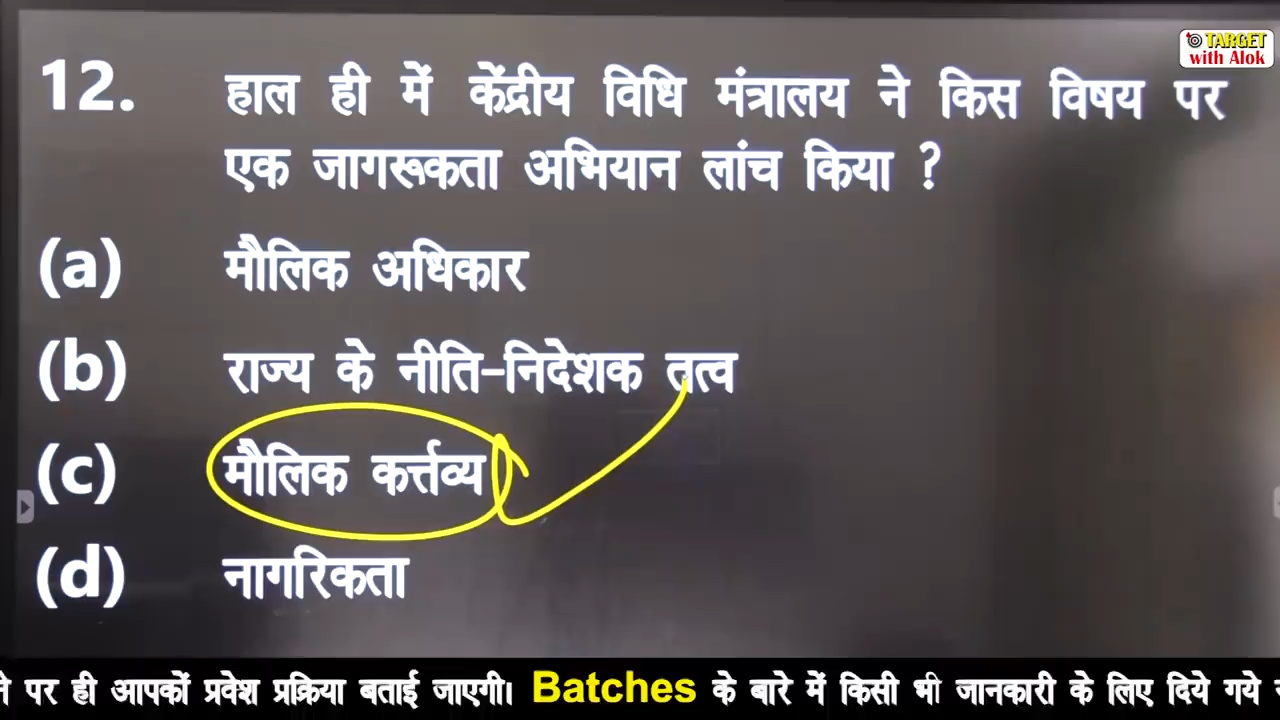 TARGET
with Alok
12. हाल ही में केंद्रीय विधि मंत्रालय ने किस विषय पर
एक जागरूकता अभियान लांच किया ?
(a) मौलिक अधिकार
(b) राज्य के नीति-निदेशक तत्व
(c) मौलिक कर्त्तव्य
(d) नागरिकता
पर ही आपकों प्रवेश प्रक्रिया बताई जाएगी। Batches के बारे में किसी भी जानकारी के लिए दिये गये